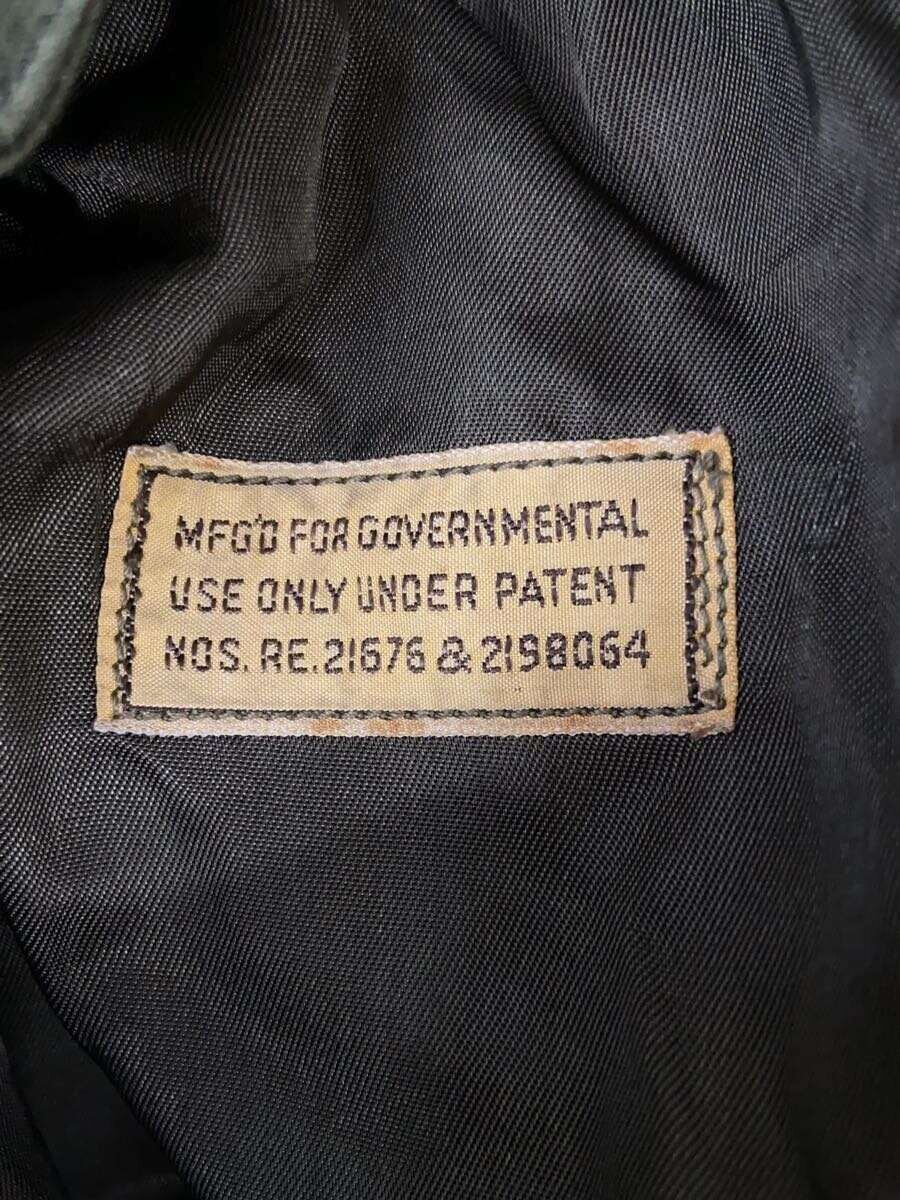 MFG'D FOR GOVERNMENTAL
USE ONLY UNDER PATENT
NOS. RE.21676 & 2198064